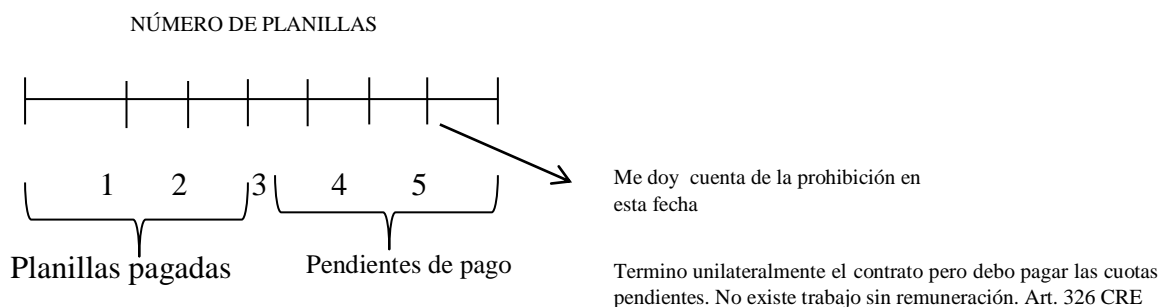 NÚMERO DE PLANILLAS
1 2 3 4 5
Me doy cuenta de la prohibición en
esta fecha
Planillas pagadas
Pendientes de pago
Termino unilateralmente el contrato pero debo pagar las cuotas
pendientes. No existe trabajo sin remuneración. Art. 326 CRE